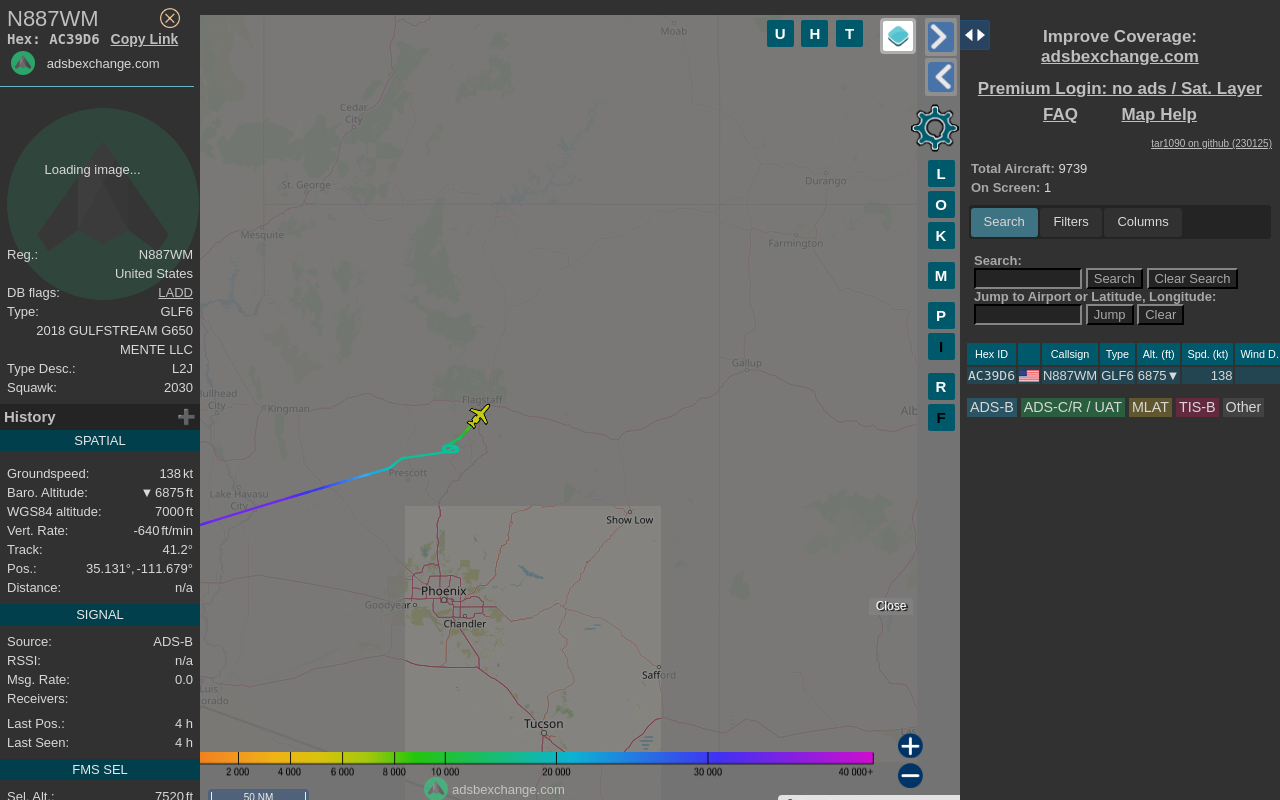 N887WM
Hex: AC39D6 Copy Link
adsbexchange.com
Loading image...
Reg.: N887WM
United States
DB flags: LADD
Type: GLF6
2018 GULFSTREAM G650
MENTE LLC
Type Desc.: L2J
Squawk: 2030
History
SPATIAL
Groundspeed: 138 kt
Baro. Altitude: ▼ 6875 ft
WGS84 altitude: 7000 ft
Vert. Rate: -640 ft/min
Track: 41.2°
Pos.: 35.131°, -111.679°
Distance: n/a
SIGNAL
Source: ADS-B
RSSI: n/a
Msg. Rate: 0.0
Receivers:
Last Pos.: 4 h
Last Seen: 4 h
FMS SEL
Sel. Alt.: 7520 ft
U H T
Moab
Cedar
City
St. George
Durango
Mesquite
Farmington
Gallup
Flagstaff
Kingman
City
Prescott
Lake Havasu
City
Show Low
Phoenix
Goodyear
Chandler
Safford
Tucson
Close
L
O
K
M
P
I
R
F
2 000 4 000 6 000 8 000 10 000 20 000 30 000 40 000+
adsbexchange.com
50 NM
Improve Coverage:
adsbexchange.com
Premium Login: no ads / Sat. Layer
FAQ Map Help
tar1090 on github (230125)
Total Aircraft: 9739
On Screen: 1
Search Filters Columns
Search:
Search Clear Search
Jump to Airport or Latitude, Longitude:
Jump Clear
Hex ID Callsign Type Alt. (ft) Spd. (kt) Wind D.
AC39D6 N887WM GLF6 6875▼ 138
ADS-B ADS-C/R / UAT MLAT TIS-B Other